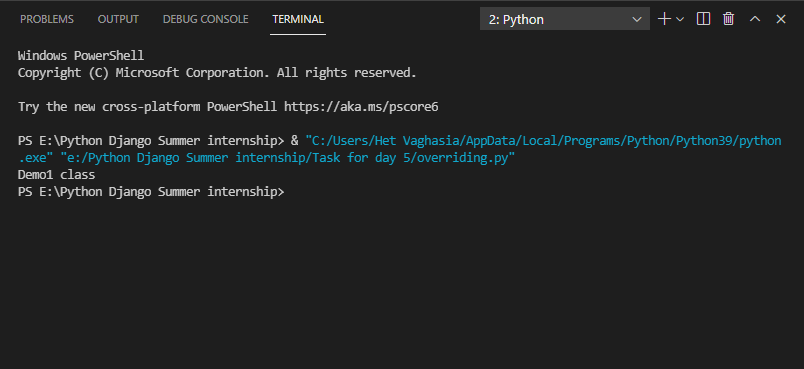 PROBLEMS OUTPUT DEBUG CONSOLE TERMINAL 2: Python
Windows PowerShell
Copyright (C) Microsoft Corporation. All rights reserved.
Try the new cross-platform PowerShell https://aka.ms/pscore6
PS E:\Python Django Summer internship> & "C:/Users/Het Vaghasia/AppData/Local/Programs/Python/Python39/python
.exe" "e:/Python Django Summer internship/Task for day 5/overriding.py"
Demo1 class
PS E:\Python Django Summer internship>